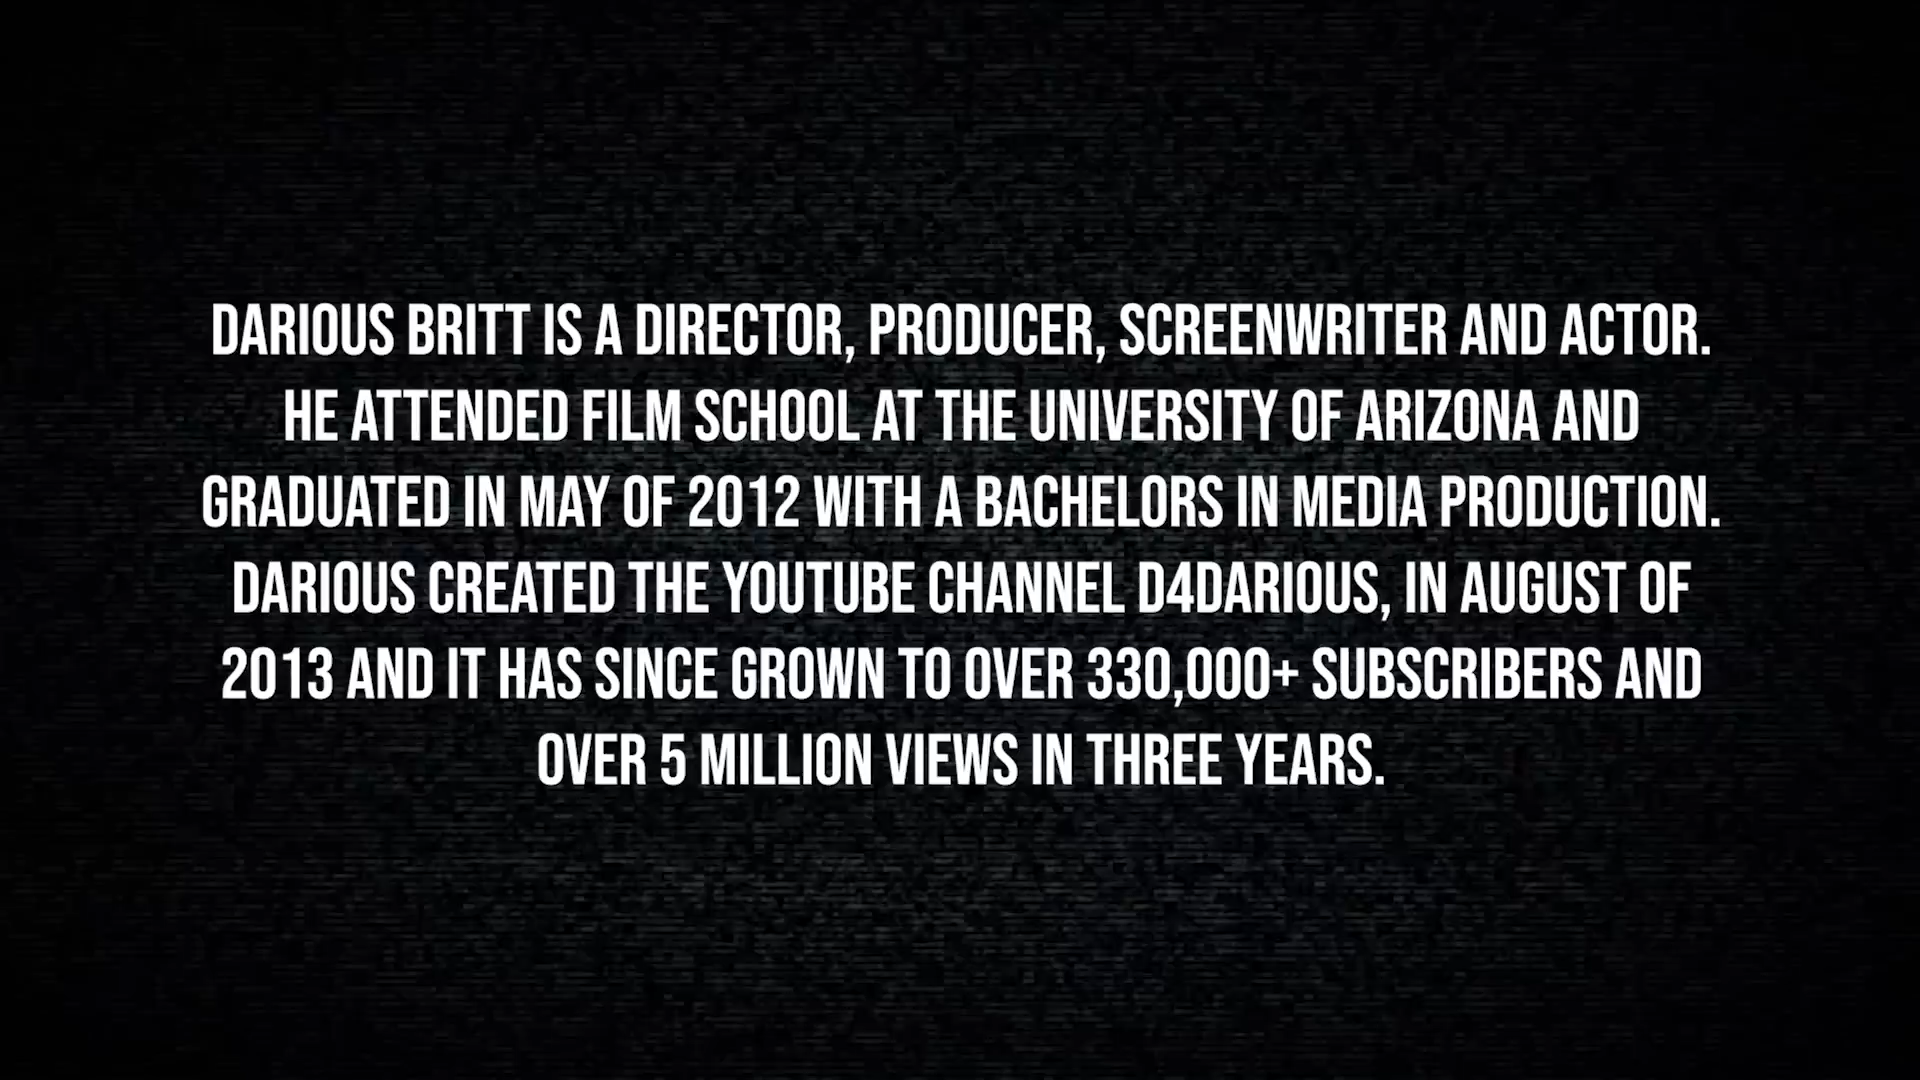 DARIOUS BRITT IS A DIRECTOR, PRODUCER, SCREENWRITER AND ACTOR.
HE ATTENDED FILM SCHOOL AT THE UNIVERSITY OF ARIZONA AND
GRADUATED IN MAY OF 2012 WITH A BACHELORS IN MEDIA PRODUCTION.
DARIOUS CREATED THE YOUTUBE CHANNEL D4DARIOUS, IN AUGUST OF
2013 AND IT HAS SINCE GROWN TO OVER 330,000+ SUBSCRIBERS AND
OVER 5 MILLION VIEWS IN THREE YEARS.